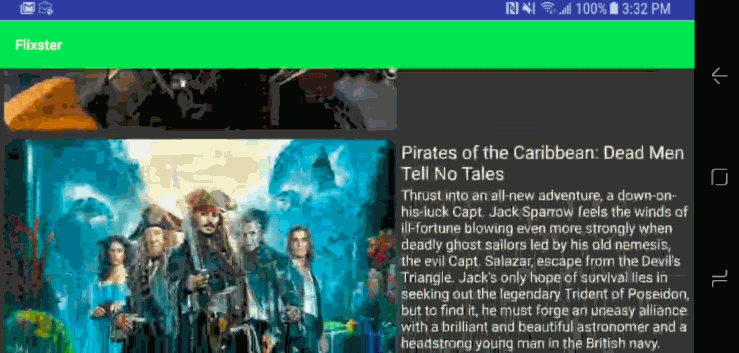 100% 3:32 PM
Flixster
Pirates of the Caribbean: Dead Men
Tell No Tales
Thrust into an all-new adventure, a down-on-
his-luck Capt. Jack Sparrow feels the winds of
ill-fortune blowing even more strongly when
deadly ghost sailors led by his old nemesis,
the evil Capt. Salazar, escape from the Devil's
Triangle. Jack's only hope of survival lies in
seeking out the legendary Trident of Poseidon,
but to find it, he must forge an uneasy alliance
with a brilliant and beautiful astronomer and a
headstrong young man in the British navy.